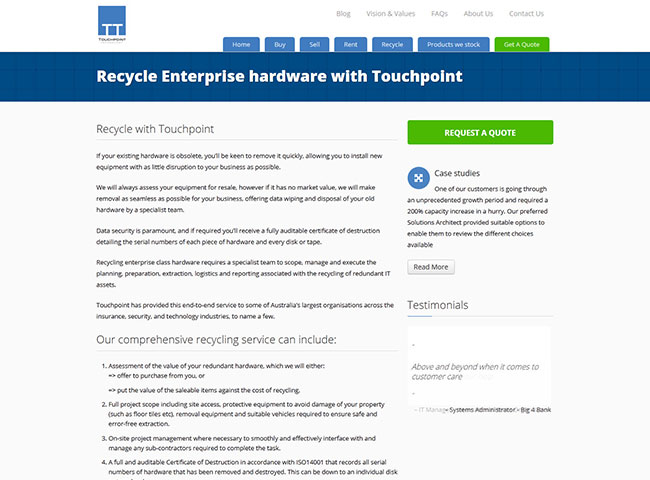 Blog Vision & Values FAQs About Us Contact Us
TT
TOUCHPOINT
Home Buy Sell Rent Recycle Products we stock Get A Quote
Recycle Enterprise hardware with Touchpoint
Recycle with Touchpoint
If your existing hardware is obsolete, you'll be keen to remove it quickly, allowing you to install new
equipment with as little disruption to your business as possible.
We will always assess your equipment for resale, however if it has no market value, we will make
removal as seamless as possible for your business, offering data wiping and disposal of your old
hardware by a specialist team.
Data security is paramount, and if required you'll receive a fully auditable certificate of destruction
detailing the serial numbers of each piece of hardware and every disk or tape.
Recycling enterprise class hardware requires a specialist team to scope, manage and execute the
planning, preparation, extraction, logistics and reporting associated with the recycling of redundant IT
assets.
Touchpoint has provided this end-to-end service to some of Australia's largest organisations across the
insurance, security, and technology industries, to name a few.
Our comprehensive recycling service can include:
1. Assessment of the value of your redundant hardware, which we will either:
=> offer to purchase from you, or
=> put the value of the saleable items against the cost of recycling,
2. Full project scope including site access, protective equipment to avoid damage of your property
(such as floor tiles etc), removal equipment and suitable vehicles required to ensure safe and
error-free extraction.
3. On-site project management where necessary to smoothly and effectively interface with and
manage any sub-contractors required to complete the task.
4. A full and auditable Certificate of Destruction in accordance with ISO14001 that records all serial
numbers of hardware that has been removed and destroyed. This can be down to an individual disk
REQUEST A QUOTE
Case studies
One of our customers is going through
an unprecedented growth period and required a
200% capacity increase in a hurry. Our preferred
Solutions Architect provided suitable options to
enable them to review the different choices
available
Read More
Testimonials
"
Above and beyond when it comes to
customer care
"
- IT Manag - Systems Administrator - Big 4 Bank